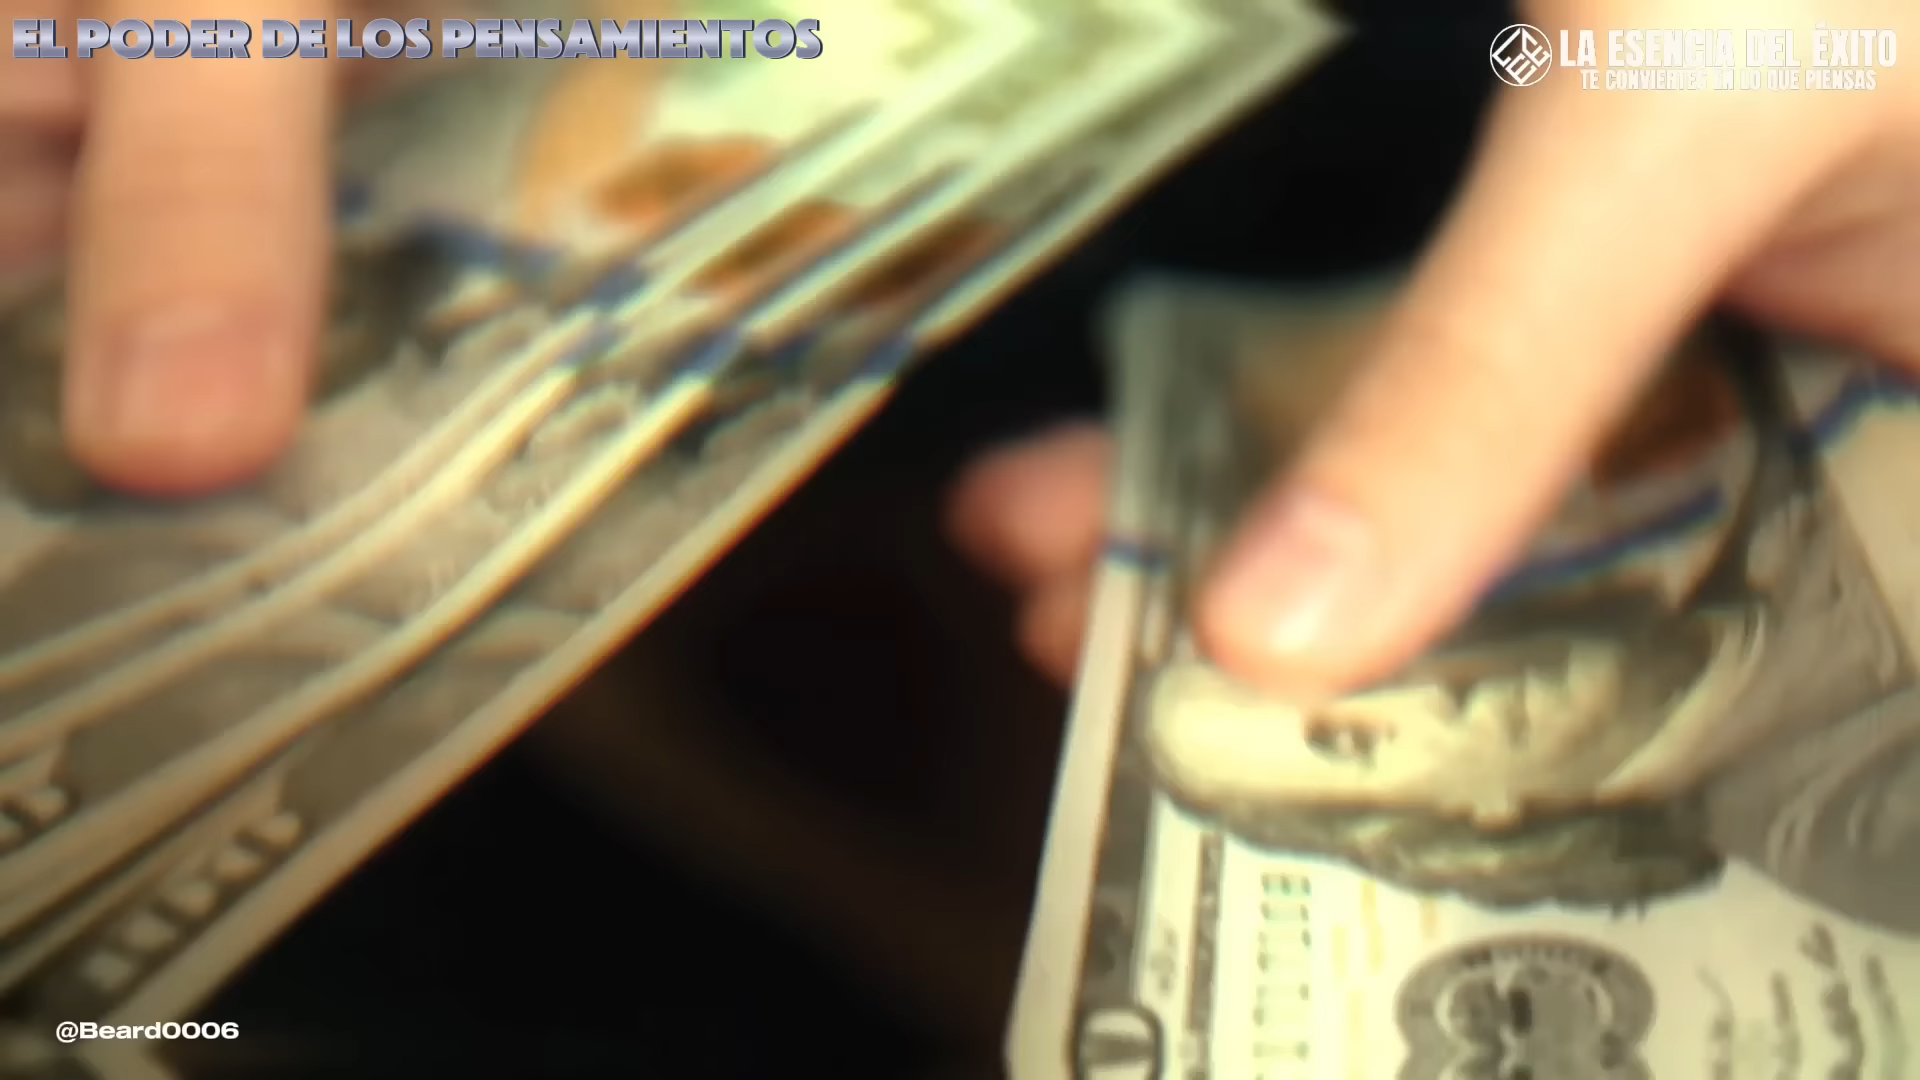 EL PODER DE LOS PENSAMIENTOS
LA ESENCIA DEL ÉXITO
TE CONVIERTES EN LO QUE PIENSAS
@Beard0006